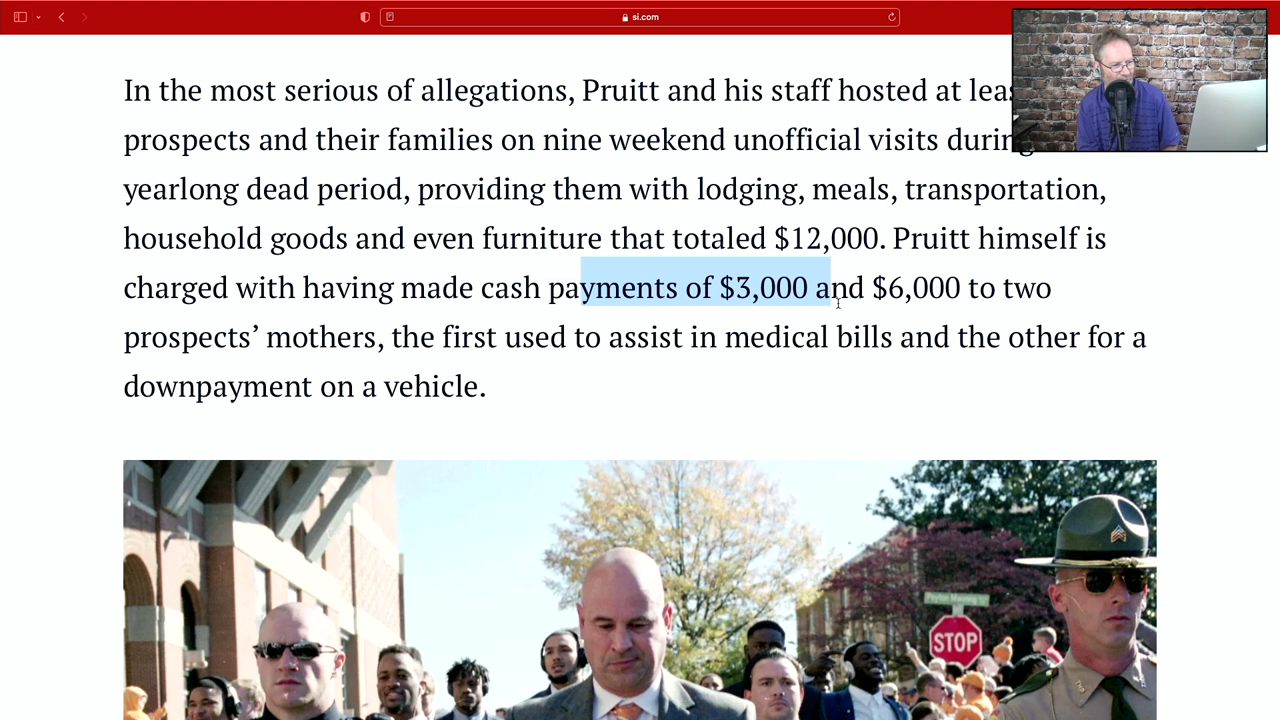 si.com
In the most serious of allegations, Pruitt and his staff hosted at
prospects and their families on nine weekend unofficial visits during
yearlong dead period, providing them with lodging, meals, transportation,
household goods and even furniture that totaled $12,000. Pruitt himself is
charged with having made cash payments of $3,000 and $6,000 to two
prospects’ mothers, the first used to assist in medical bills and the other for a
downpayment on a vehicle.
Peyton Manning
STOP